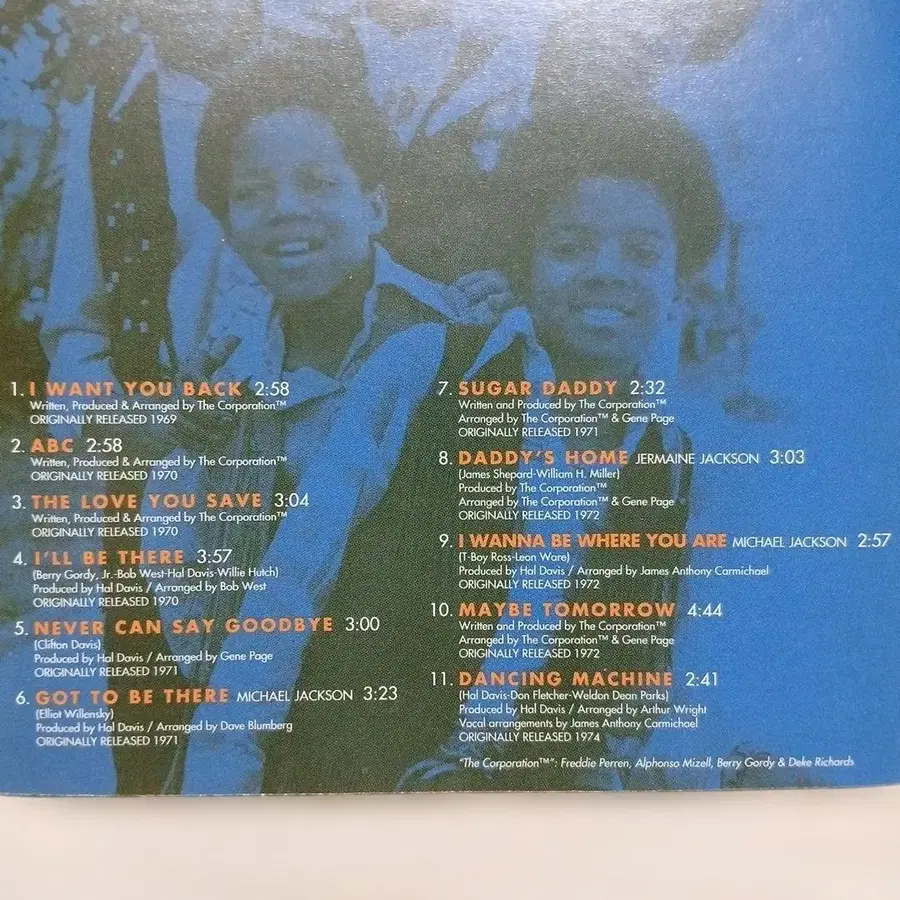 1. I WANT YOU BACK 2:58
Written, Produced & Arranged by The Corporation™
ORIGINALLY RELEASED 1969
2. ABC 2:58
Written, Produced & Arranged by The Corporation™
ORIGINALLY RELEASED 1970
3. THE LOVE YOU SAVE 3:04
Written, Produced & Arranged by The Corporation™
ORIGINALLY RELEASED 1970
4. I'LL BE THERE 3:57
(Berry Gordy, Jr.-Bob West-Hal Davis-Willie Hutch)
Produced by Hal Davis / Arranged by Bob West
ORIGINALLY RELEASED 1970
5. NEVER CAN SAY GOODBYE 3:00
(Clifton Davis)
Produced by Hal Davis / Arranged by Gene Page
ORIGINALLY RELEASED 1971
6. GOT TO BE THERE MICHAEL JACKSON 3:23
(Elliot Willensky)
Produced by Hal Davis / Arranged by Dave Blumberg
ORIGINALLY RELEASED 1971
7. SUGAR DADDY 2:32
Written and Produced by The Corporation™
Arranged by The Corporation™ & Gene Page
ORIGINALLY RELEASED 1971
8. DADDY'S HOME JERMAINE JACKSON 3:03
(James Shepard-William H. Miller)
Produced by The Corporation™
Arranged by The Corporation™ & Gene Page
ORIGINALLY RELEASED 1972
9. I WANNA BE WHERE YOU ARE MICHAEL JACKSON 2:57
(T-Boy Ross-Leon Ware)
Produced by Hal Davis / Arranged by James Anthony Carmichael
ORIGINALLY RELEASED 1972
10. MAYBE TOMORROW 4:44
Written and Produced by The Corporation™
Arranged by The Corporation™ & Gene Page
ORIGINALLY RELEASED 1972
11. DANCING MACHINE 2:41
(Hal Davis-Don Fletcher-Weldon Dean Parks)
Produced by Hal Davis / Arranged by Arthur Wright
Vocal arrangements by James Anthony Carmichael
ORIGINALLY RELEASED 1974
"The Corporation™": Freddie Perren, Alphonso Mizell, Berry Gordy & Deke Richards